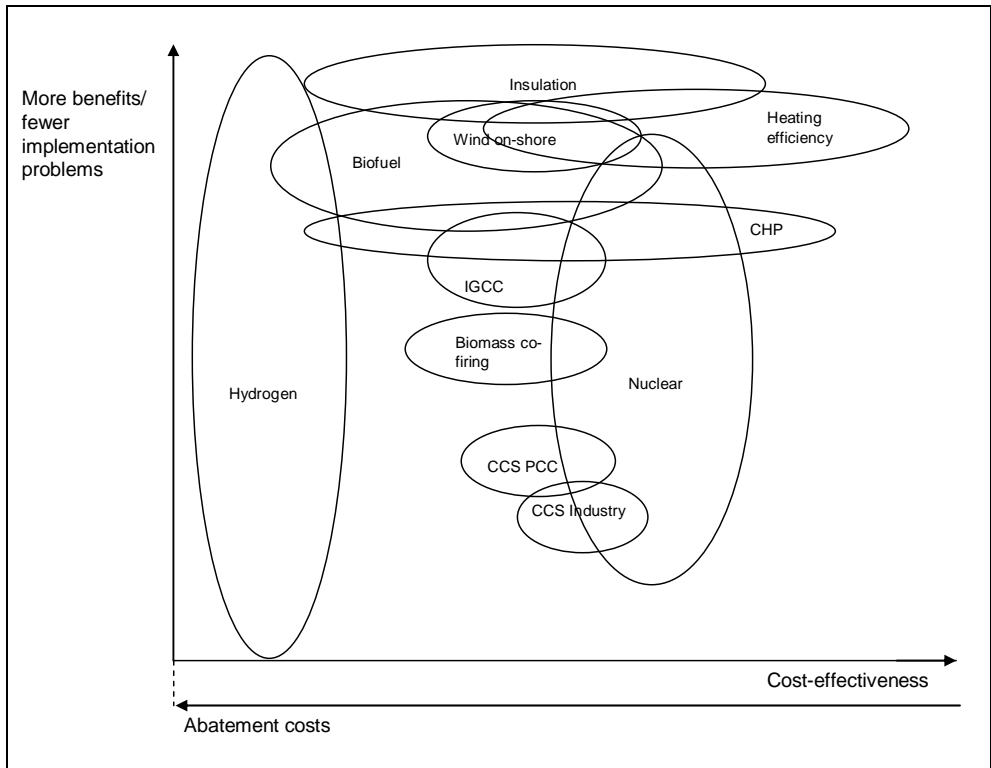 More benefits/
fewer
implementation
problems
Insulation
Heating
efficiency
Wind on-shore
Biofuel
CHP
IGCC
Biomass co-
firing
Nuclear
Hydrogen
CCS PCC
CCS Industry
Cost-effectiveness
Abatement costs